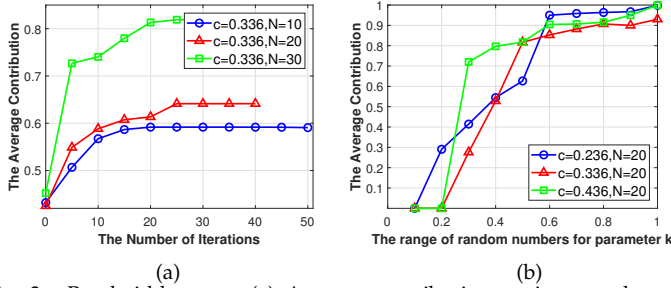 The Average Contribution
0.8
0.7
0.6
0.5
c=0.336,N=10
c=0.336,N=20
c=0.336,N=30
0 10 20 30 40 50
The Number of Iterations
(a)
The Average Contribution
1
0.9
0.8
0.7
0.6
0.5
0.4
0.3
0.2
0.1
c=0.236,N=20
c=0.336,N=20
c=0.436,N=20
0 0.2 0.4 0.6 0.8 1
The range of random numbers for parameter k
(b)